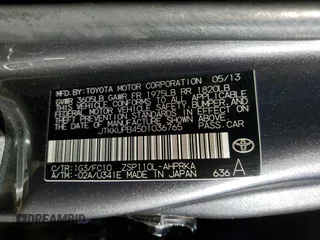 MFD BY:TOYOTA MOTOR CORPORATION 05/13
GVWR 3605LB GAWR FR 1975LB RR 1820LB
THIS VEHICLE CONFORMS TO ALL APPLICABLE
FEDERAL MOTOR VEHICLE SAFETY, BUMPER, AND
THEFT PREVENTION STANDARDS IN EFFECT ON
THE DATE OF MANUFACTURE SHOWN ABOVE.
JTKKUPB45D1036765 PASS.CAR
C/TR:1G3/FC10 ZSP110L-AHPRKA
A/TM:-02A/U341E MADE IN JAPAN 636 A
TOYOTA
DREAMBID